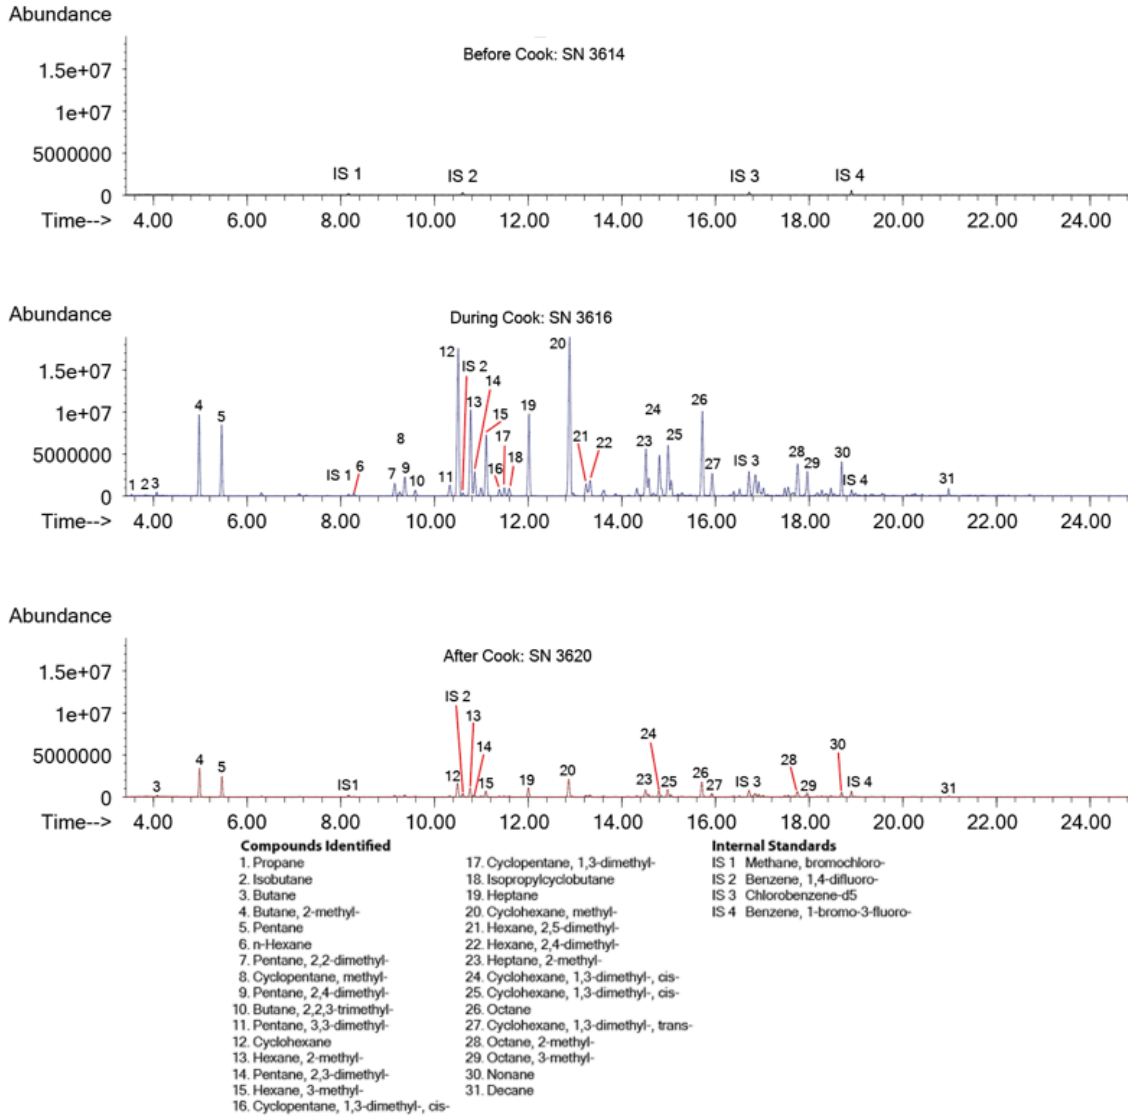 Abundance
Before Cook: SN 3614
1.5e+07
1e+07
5000000
0
IS 1
IS 2
IS 3
IS 4
Time--> 4.00 6.00 8.00 10.00 12.00 14.00 16.00 18.00 20.00 22.00 24.00
Abundance
During Cook: SN 3616
1.5e+07
1e+07
5000000
0
1
2
3
4
5
IS 1
6
7
8
9
10
11
12
IS 2
13
14
15
16
17
18
19
20
21
22
23
24
25
26
27
IS 3
28
29
30
IS 4
31
Time--> 4.00 6.00 8.00 10.00 12.00 14.00 16.00 18.00 20.00 22.00 24.00
Abundance
After Cook: SN 3620
1.5e+07
1e+07
5000000
0
3
4
5
IS1
12
IS 2
13
14
15
19
20
23
24
25
26
27
IS 3
28
29
30
IS 4
31
Time--> 4.00 6.00 8.00 10.00 12.00 14.00 16.00 18.00 20.00 22.00 24.00
Compounds Identified
1. Propane
2. Isobutane
3. Butane
4. Butane, 2-methyl-
5. Pentane
6. n-Hexane
7. Pentane, 2,2-dimethyl-
8. Cyclopentane, methyl-
9. Pentane, 2,4-dimethyl-
10. Butane, 2,2,3-trimethyl-
11. Pentane, 3,3-dimethyl-
12. Cyclohexane
13. Hexane, 2-methyl-
14. Pentane, 2,3-dimethyl-
15. Hexane, 3-methyl-
16. Cyclopentane, 1,3-dimethyl-, cis-
17. Cyclopentane, 1,3-dimethyl-
18. Isopropylcyclobutane
19. Heptane
20. Cyclohexane, methyl-
21. Hexane, 2,5-dimethyl-
22. Hexane, 2,4-dimethyl-
23. Heptane, 2-methyl-
24. Cyclohexane, 1,3-dimethyl-, cis-
25. Cyclohexane, 1,3-dimethyl-, cis-
26. Octane
27. Cyclohexane, 1,3-dimethyl-, trans-
28. Octane, 2-methyl-
29. Octane, 3-methyl-
30. Nonane
31. Decane
Internal Standards
IS 1 Methane, bromochloro-
IS 2 Benzene, 1,4-difluoro-
IS 3 Chlorobenzene-d5
IS 4 Benzene, 1-bromo-3-fluoro-